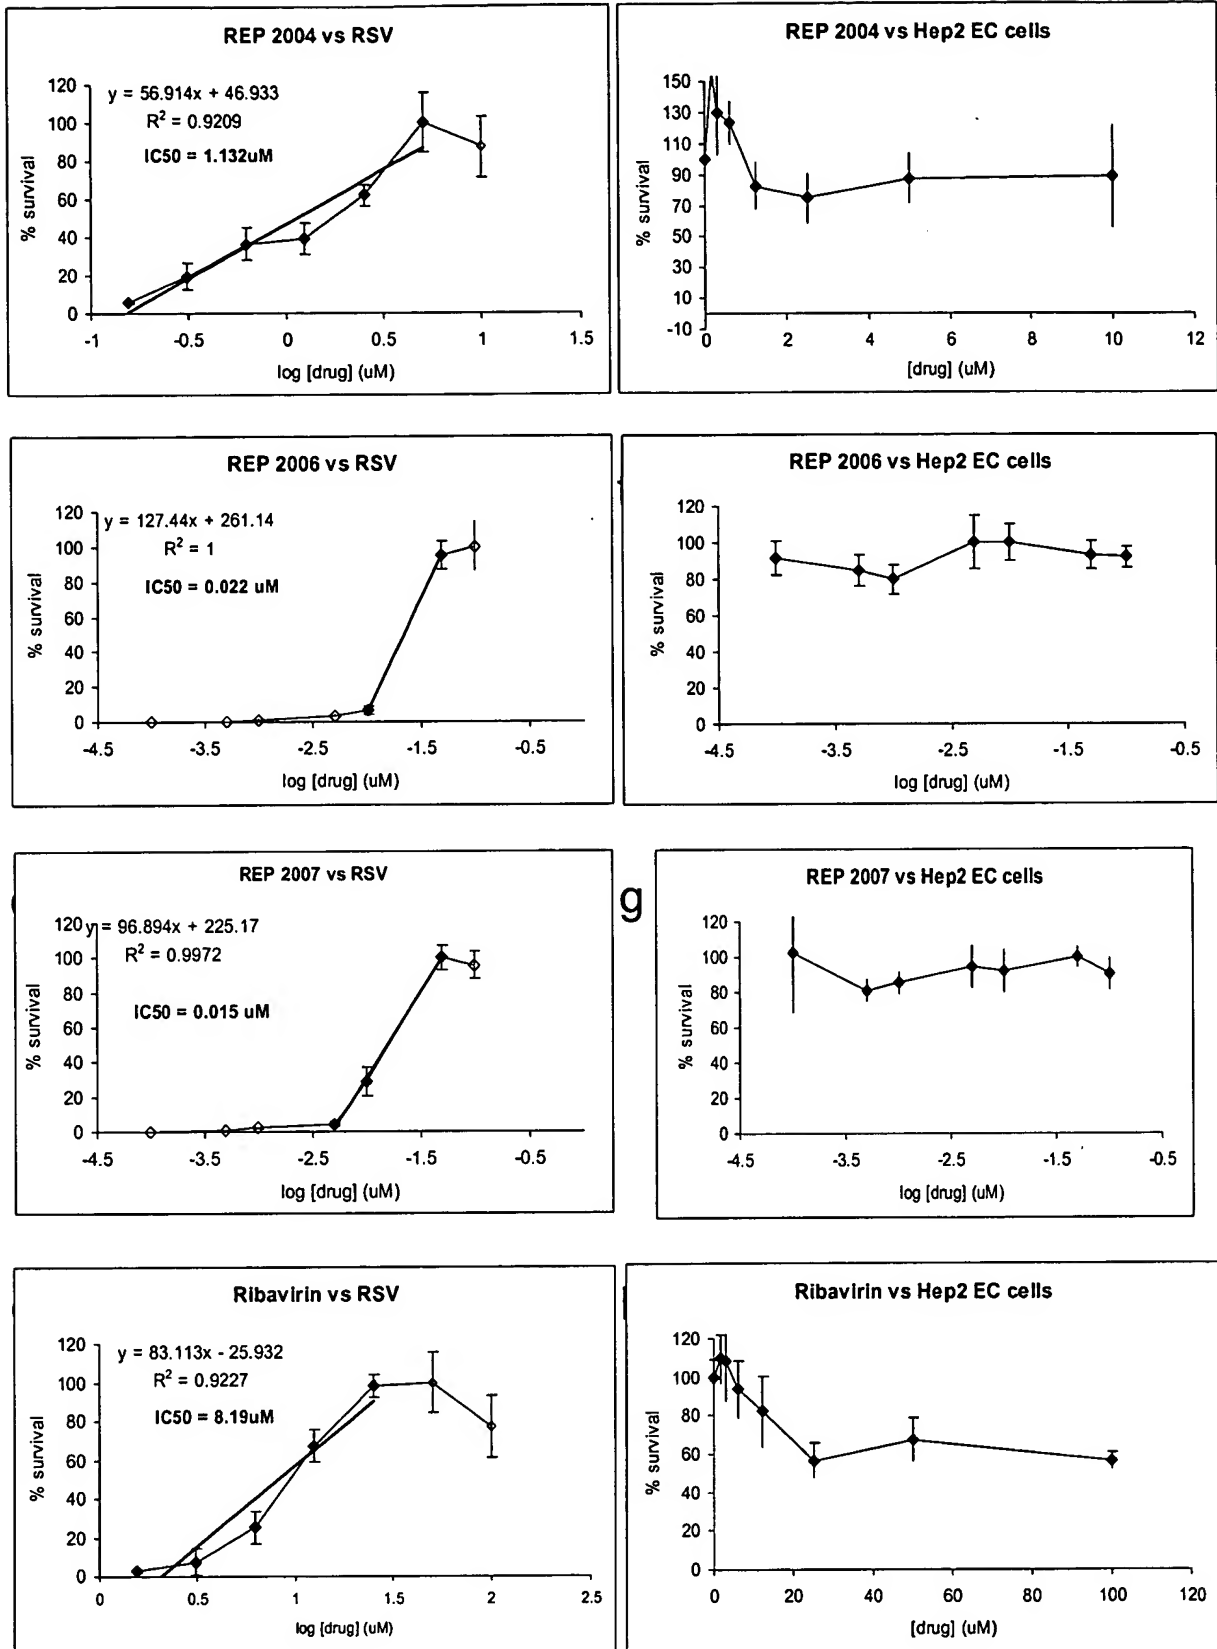 REP 2004 vs RSV
y = 56.914x + 46.933
R² = 0.9209
IC50 = 1.132uM
% survival
120
100
80
60
40
20
0
-1
-0.5
0
0.5
1
1.5
log [drug] (uM)
REP 2004 vs Hep2 EC cells
% survival
150
130
110
90
70
50
30
10
-10
0
2
4
6
8
10
12
[drug] (uM)
REP 2006 vs RSV
y = 127.44x + 261.14
R² = 1
IC50 = 0.022 uM
% survival
120
100
80
60
40
20
0
-4.5
-3.5
-2.5
-1.5
-0.5
log [drug] (uM)
REP 2006 vs Hep2 EC cells
% survival
120
100
80
60
40
20
0
-4.5
-3.5
-2.5
-1.5
-0.5
log [drug] (uM)
REP 2007 vs RSV
y = 96.894x + 225.17
R² = 0.9972
IC50 = 0.015 uM
% survival
120
100
80
60
40
20
0
-4.5
-3.5
-2.5
-1.5
-0.5
log [drug] (uM)
g
REP 2007 vs Hep2 EC cells
% survival
120
100
80
60
40
20
0
-4.5
-3.5
-2.5
-1.5
-0.5
log [drug] (uM)
Ribavirin vs RSV
y = 83.113x - 25.932
R² = 0.9227
IC50 = 8.19uM
% survival
120
100
80
60
40
20
0
0
0.5
1
1.5
2
2.5
log [drug] (uM)
Ribavirin vs Hep2 EC cells
% survival
120
100
80
60
40
20
0
0
20
40
60
80
100
120
[drug] (uM)